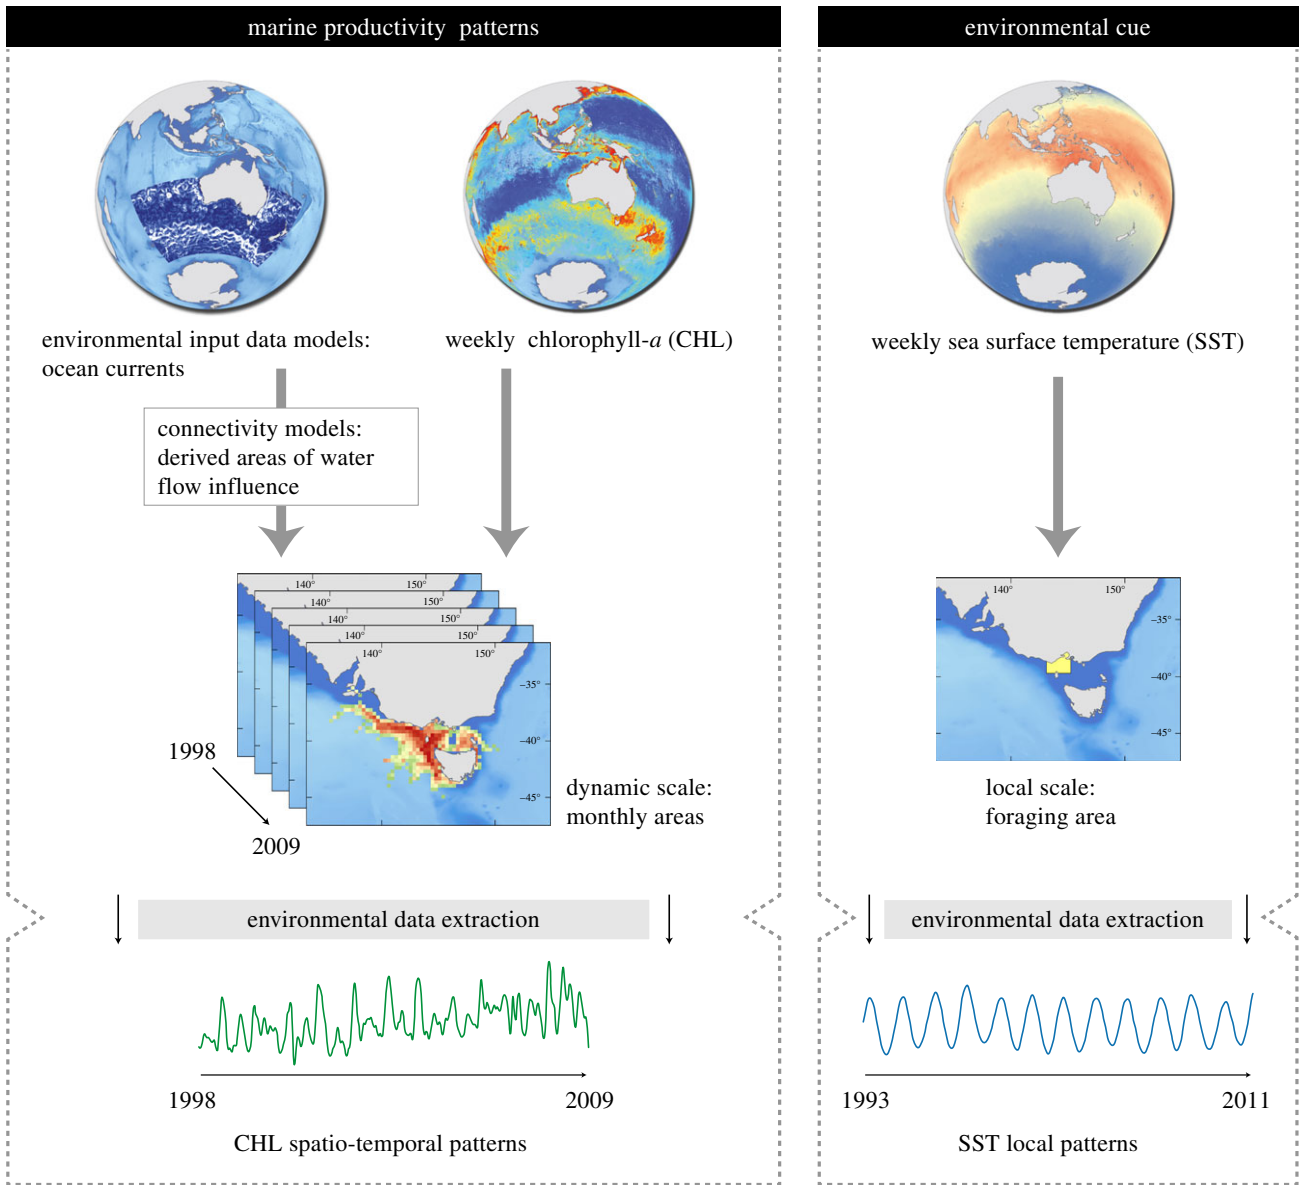 marine productivity patterns
environmental input data models:
ocean currents
weekly chlorophyll-a (CHL)
connectivity models:
derived areas of water
flow influence
140°
150°
140°
150°
140°
150°
140°
150°
140°
150°
–35°
–40°
–45°
1998
2009
dynamic scale:
monthly areas
environmental data extraction
1998
2009
CHL spatio-temporal patterns
environmental cue
weekly sea surface temperature (SST)
140°
150°
–35°
–40°
–45°
local scale:
foraging area
environmental data extraction
1993
2011
SST local patterns